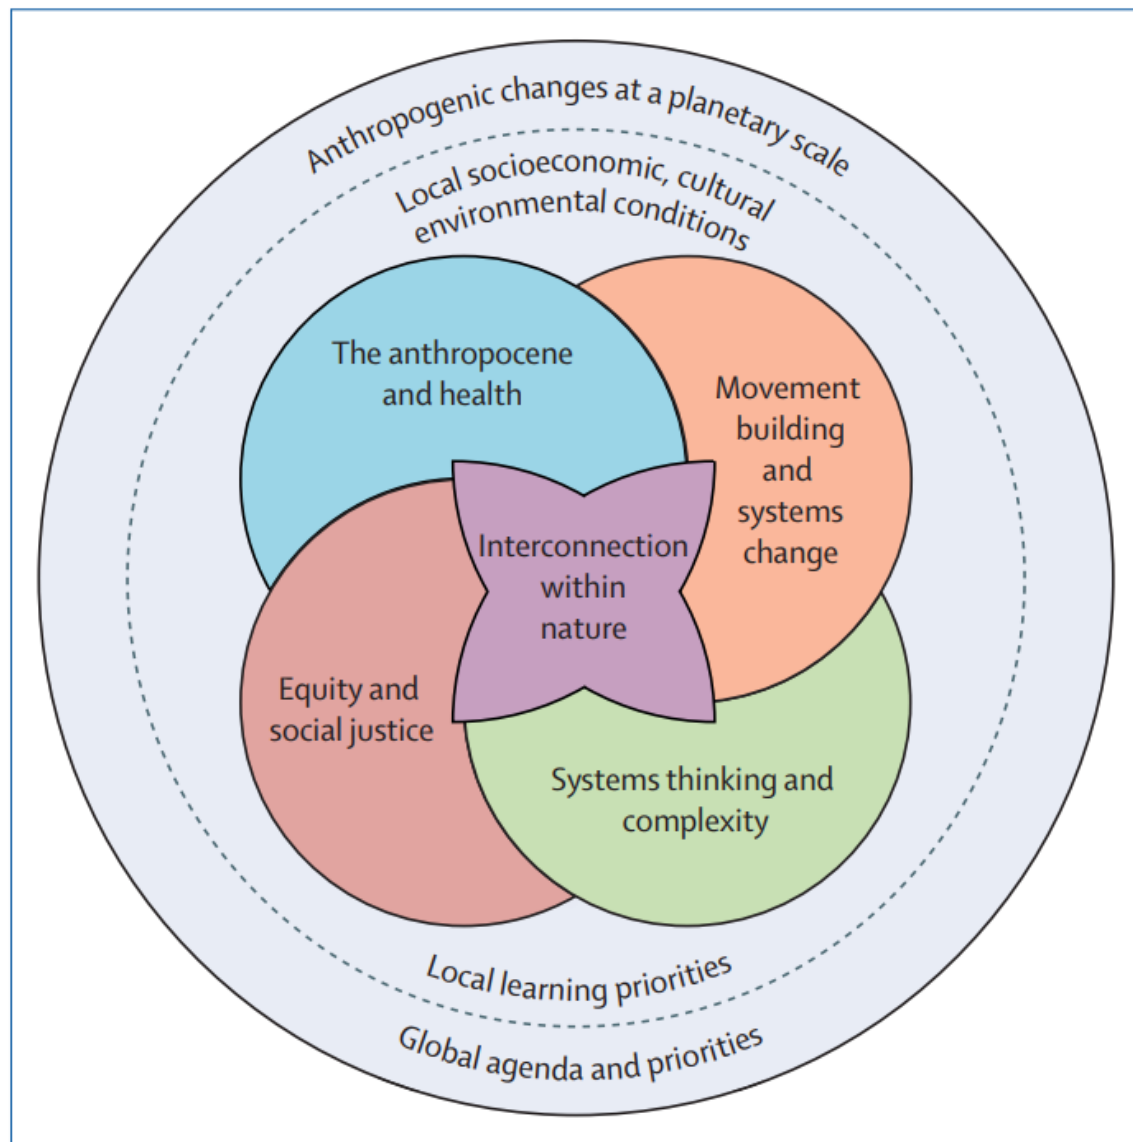 Anthropogenic changes at a planetary scale
Local socioeconomic, cultural
environmental conditions
The anthropocene
and health
Movement
building
and
systems
change
Interconnection
within
nature
Equity and
social justice
Systems thinking and
complexity
Local learning priorities
Global agenda and priorities